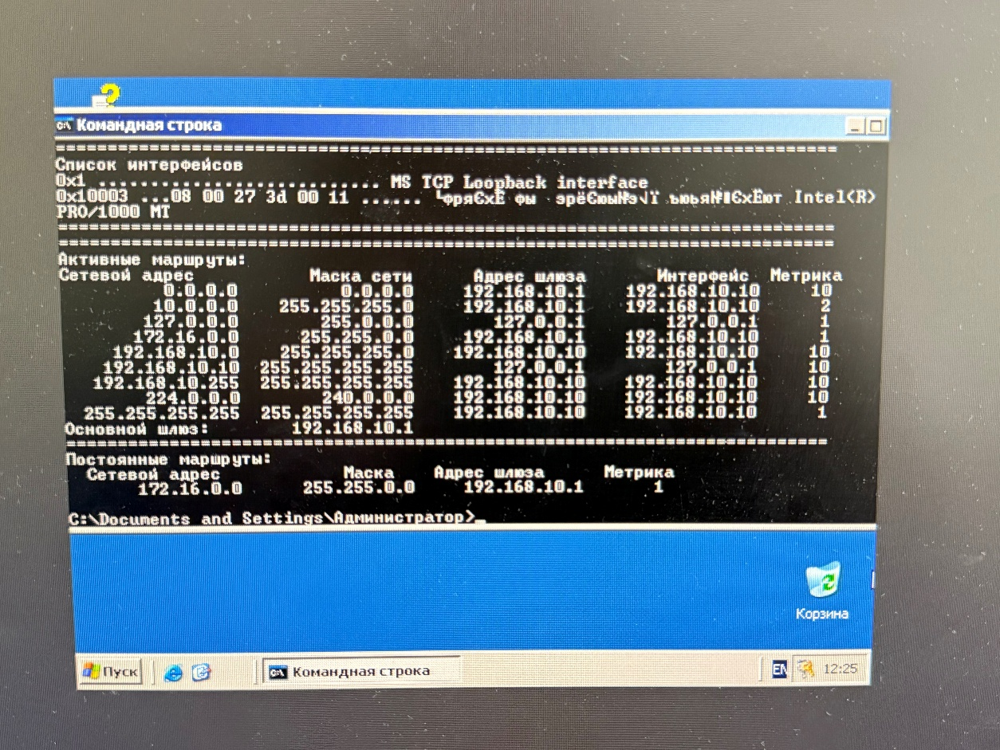 Командная строка
===========================================================================
Список интерфейсов
0x1 ........................... MS TCP Loopback interface
0x10003 ...08 00 27 3d 00 11 ...... Intel(R)
PRO/1000 MT
===========================================================================
===========================================================================
Активные маршруты:
Сетевой адрес Маска сети Адрес шлюза Интерфейс Метрика
0.0.0.0 0.0.0.0 192.168.10.1 192.168.10.10 10
10.0.0.0 255.255.255.0 192.168.10.1 192.168.10.10 2
127.0.0.0 255.0.0.0 127.0.0.1 127.0.0.1 1
172.16.0.0 255.255.0.0 192.168.10.1 192.168.10.10 1
192.168.10.0 255.255.255.0 192.168.10.10 192.168.10.10 10
192.168.10.10 255.255.255.255 127.0.0.1 127.0.0.1 10
192.168.10.255 255.255.255.255 192.168.10.10 192.168.10.10 10
224.0.0.0 240.0.0.0 192.168.10.10 192.168.10.10 10
255.255.255.255 255.255.255.255 192.168.10.10 192.168.10.10 1
Основной шлюз: 192.168.10.1
===========================================================================
Постоянные маршруты:
Сетевой адрес Маска Адрес шлюза Метрика
172.16.0.0 255.255.0.0 192.168.10.1 1
C:\Documents and Settings\Администратор>_
Корзина
Пуск Командная строка EN 12:25